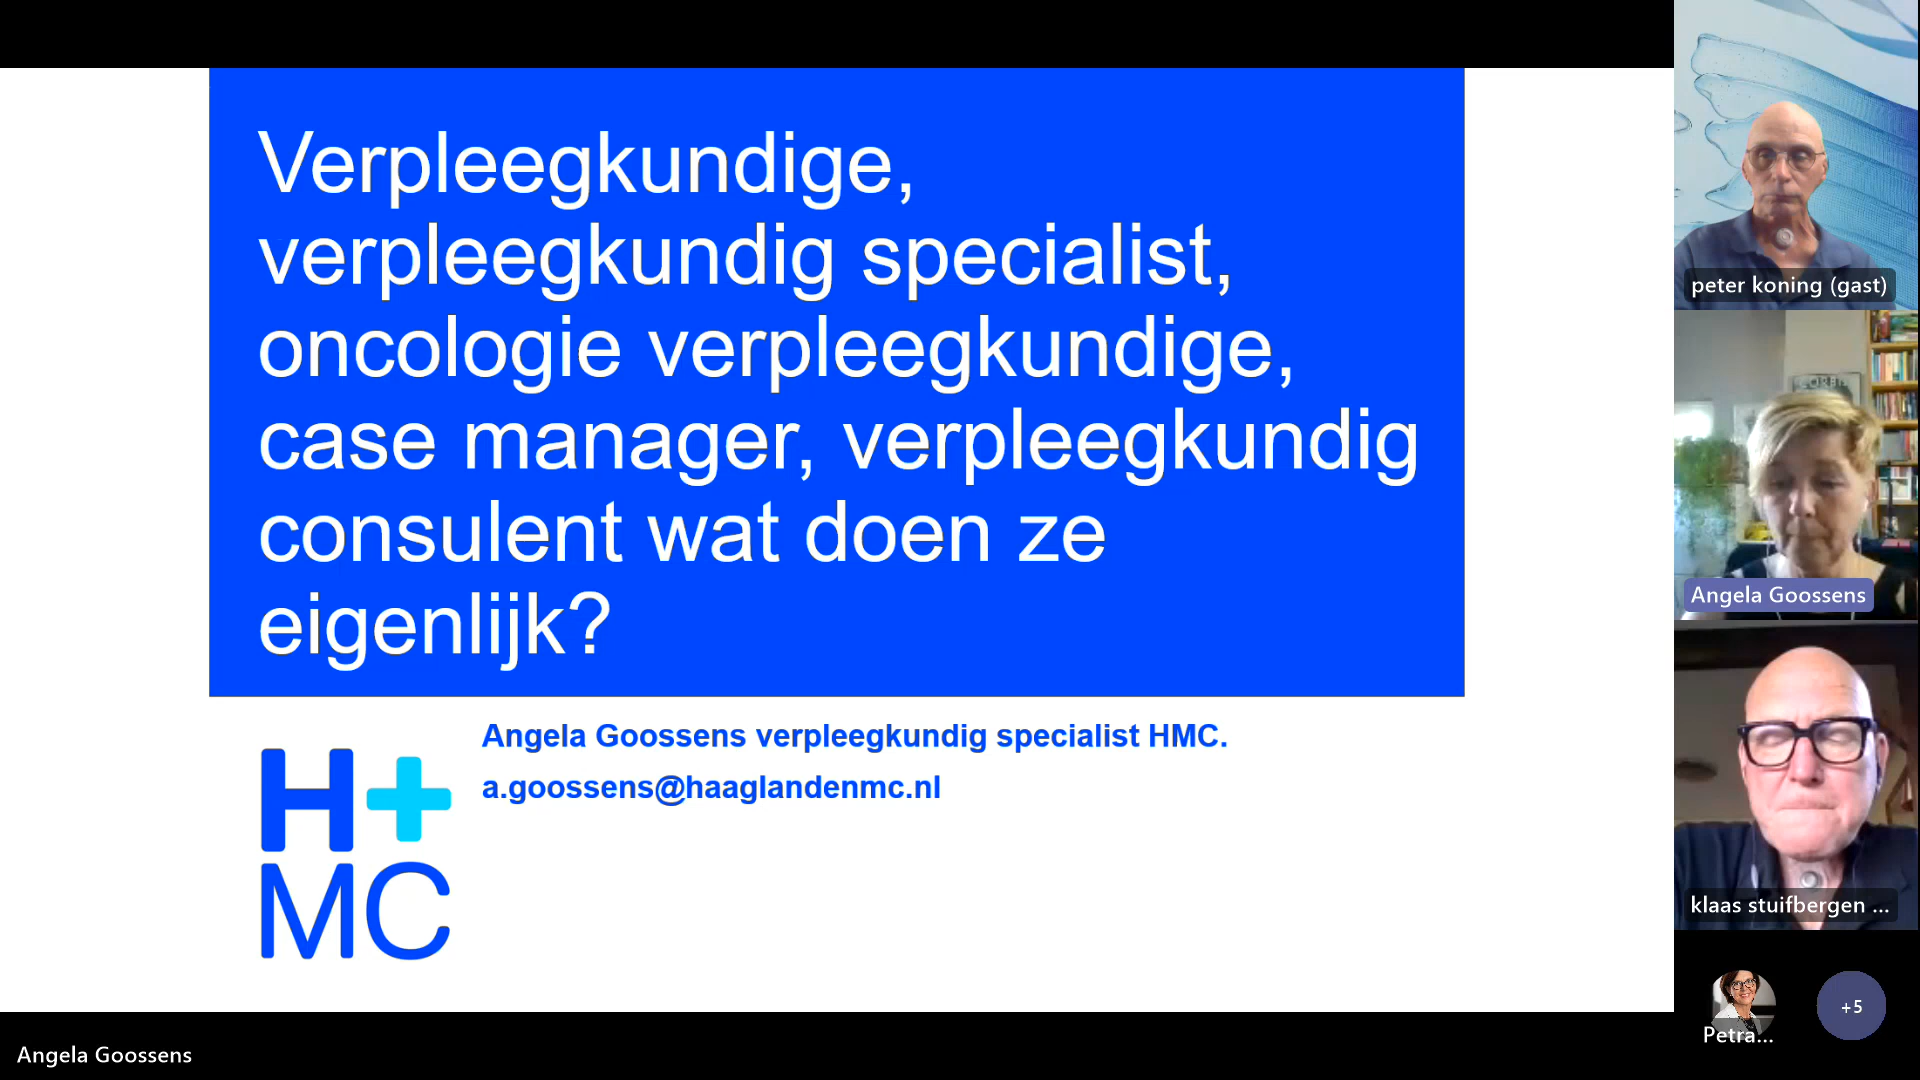 Verpleegkundige,
verpleegkundig specialist,
oncologie verpleegkundige,
case manager, verpleegkundig
consulent wat doen ze
eigenlijk?
Angela Goossens verpleegkundig specialist HMC.
a.goossens@haaglandenmc.nl
H+
MC
peter koning (gast)
CORBU
Angela Goossens
klaas stuifbergen ...
Petra...
+5
Angela Goossens